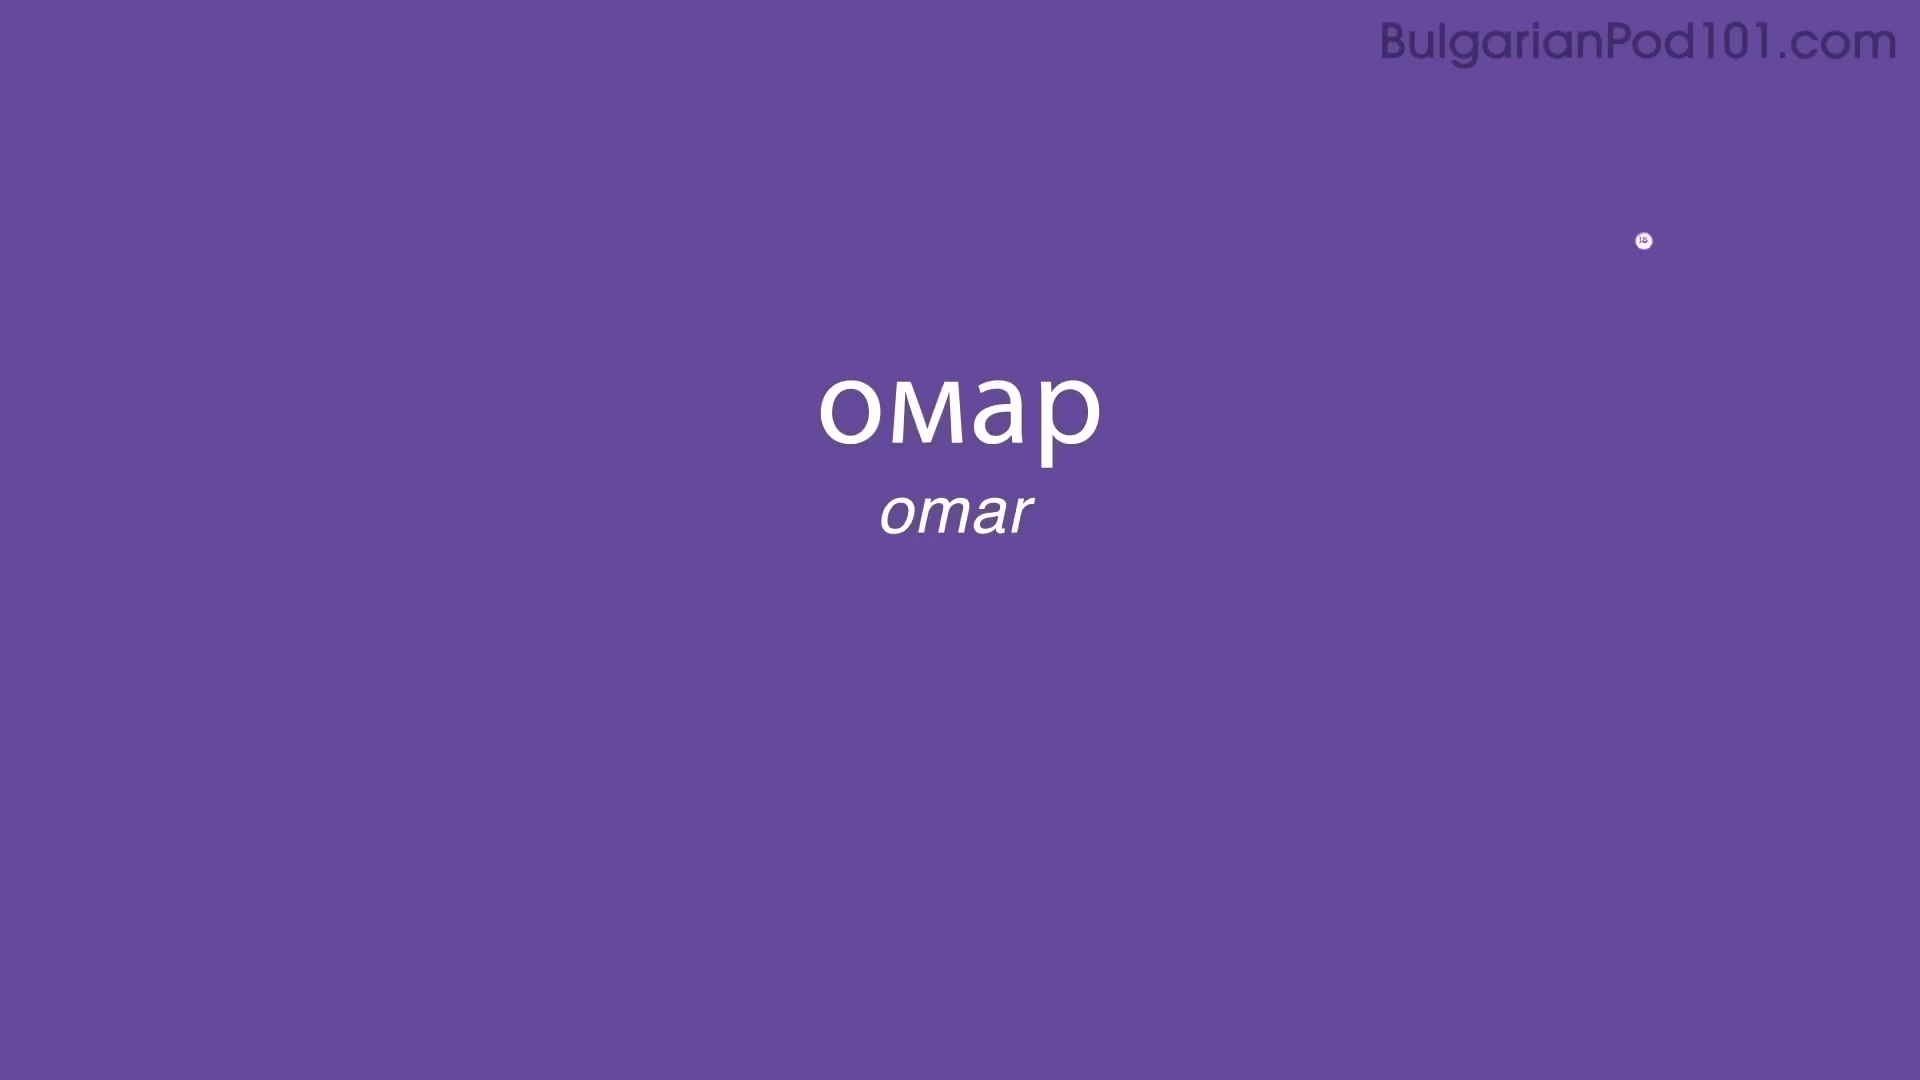 BulgarianPod101.com
омар
omar